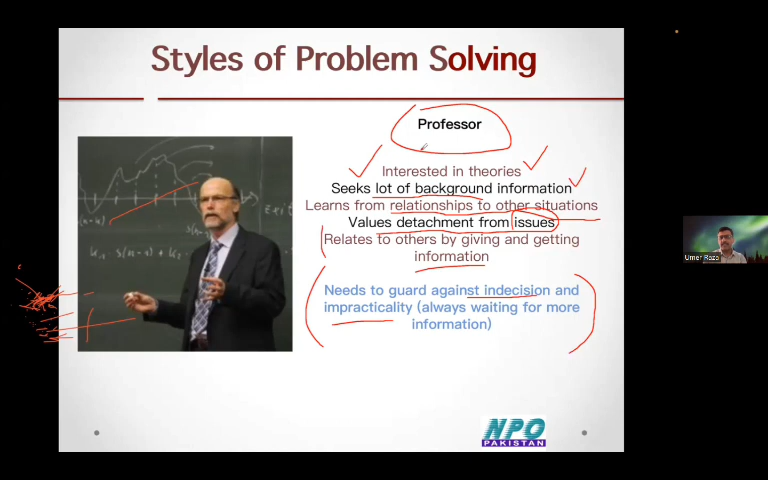 Styles of Problem Solving
Professor
Interested in theories
Seeks lot of background information
Learns from relationships to other situations
Values detachment from issues
Relates to others by giving and getting
information
Needs to guard against indecision and
impracticality (always waiting for more
information)
NPO
PAKISTAN
Umer Raza